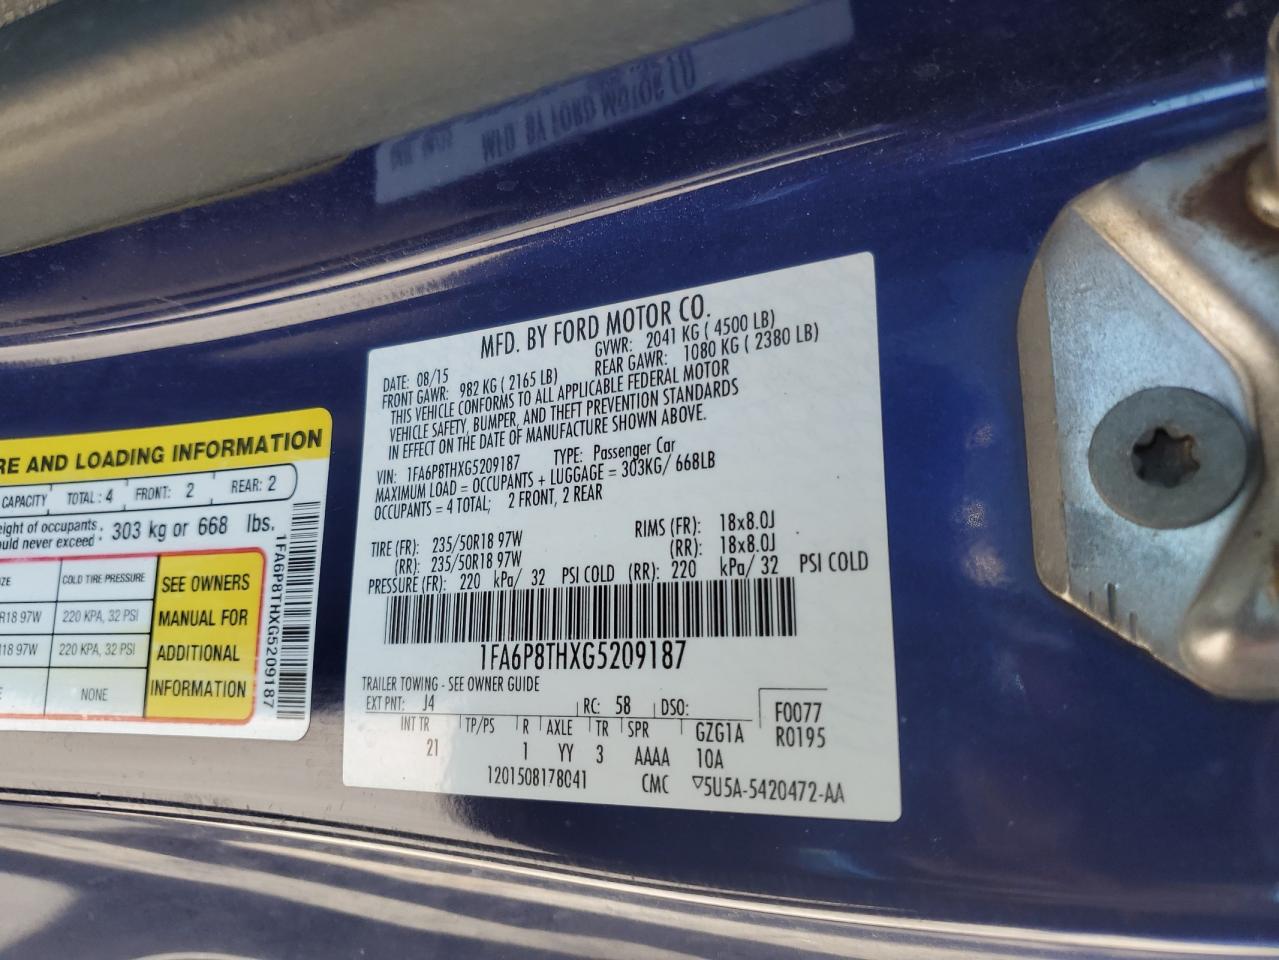 MFD. BY FORD MOTOR CO.
DATE: 08/15 GVWR: 2041 KG ( 4500 LB)
FRONT GAWR: 982 KG ( 2165 LB) REAR GAWR: 1080 KG ( 2380 LB)
THIS VEHICLE CONFORMS TO ALL APPLICABLE FEDERAL MOTOR
VEHICLE SAFETY, BUMPER, AND THEFT PREVENTION STANDARDS
IN EFFECT ON THE DATE OF MANUFACTURE SHOWN ABOVE.
VIN: 1FA6P8THXG5209187 TYPE: Passenger Car
MAXIMUM LOAD = OCCUPANTS + LUGGAGE = 303KG/ 668LB
OCCUPANTS = 4 TOTAL; 2 FRONT, 2 REAR
TIRE (FR): 235/50R18 97W RIMS (FR): 18x8.0J
(RR): 235/50R18 97W (RR): 18x8.0J
PRESSURE (FR): 220 kPa/ 32 PSI COLD (RR): 220 kPa/ 32 PSI COLD
1FA6P8THXG5209187
TRAILER TOWING - SEE OWNER GUIDE
EXT PNT: J4 RC: 58 DSO: F0077
INT TR TP/PS R AXLE TR SPR GZG1A R0195
21 1 YY 3 AAAA 10A
1201508178041 CMC ▽5U5A-5420472-AA
RE AND LOADING INFORMATION
CAPACITY TOTAL : 4 FRONT: 2 REAR: 2
eight of occupants
ould never exceed : 303 kg or 668 lbs.
COLD TIRE PRESSURE
R18 97W 220 KPA, 32 PSI
R18 97W 220 KPA, 32 PSI
NONE
SEE OWNERS
MANUAL FOR
ADDITIONAL
INFORMATION
1FA6P8THXG5209187